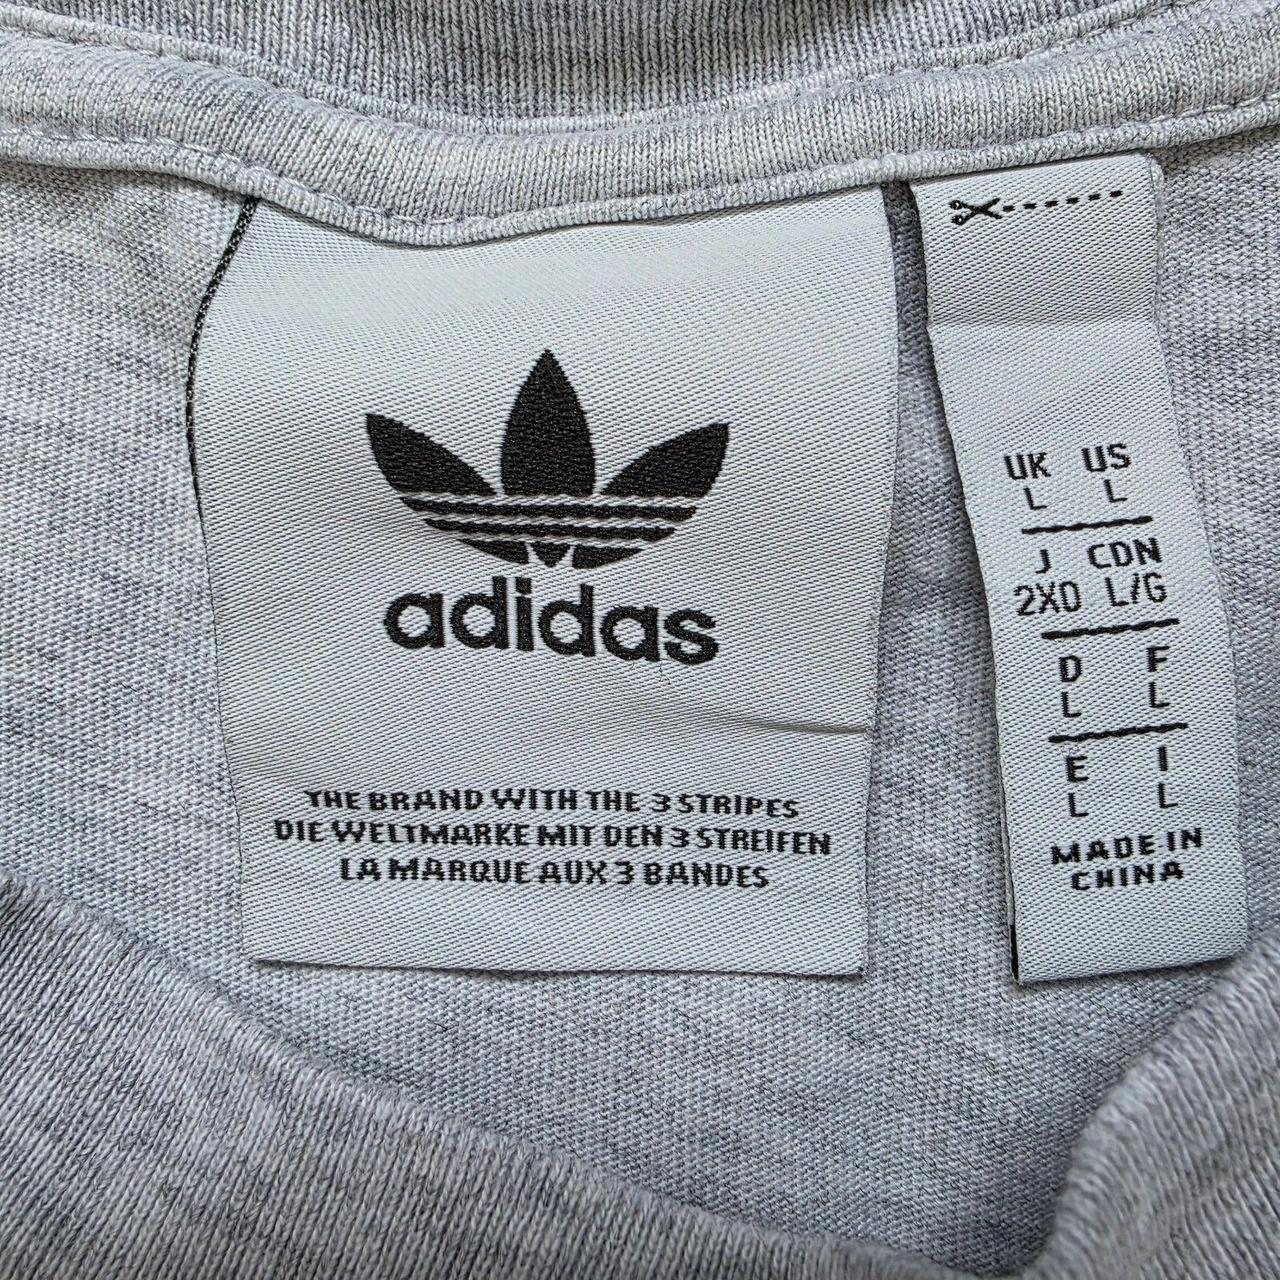 adidas
THE BRAND WITH THE 3 STRIPES
DIE WELTMARKE MIT DEN 3 STREIFEN
LA MARQUE AUX 3 BANDES
UK US
L L
J CDN
2XO L/G
D F
L L
E I
L L
MADE IN
CHINA